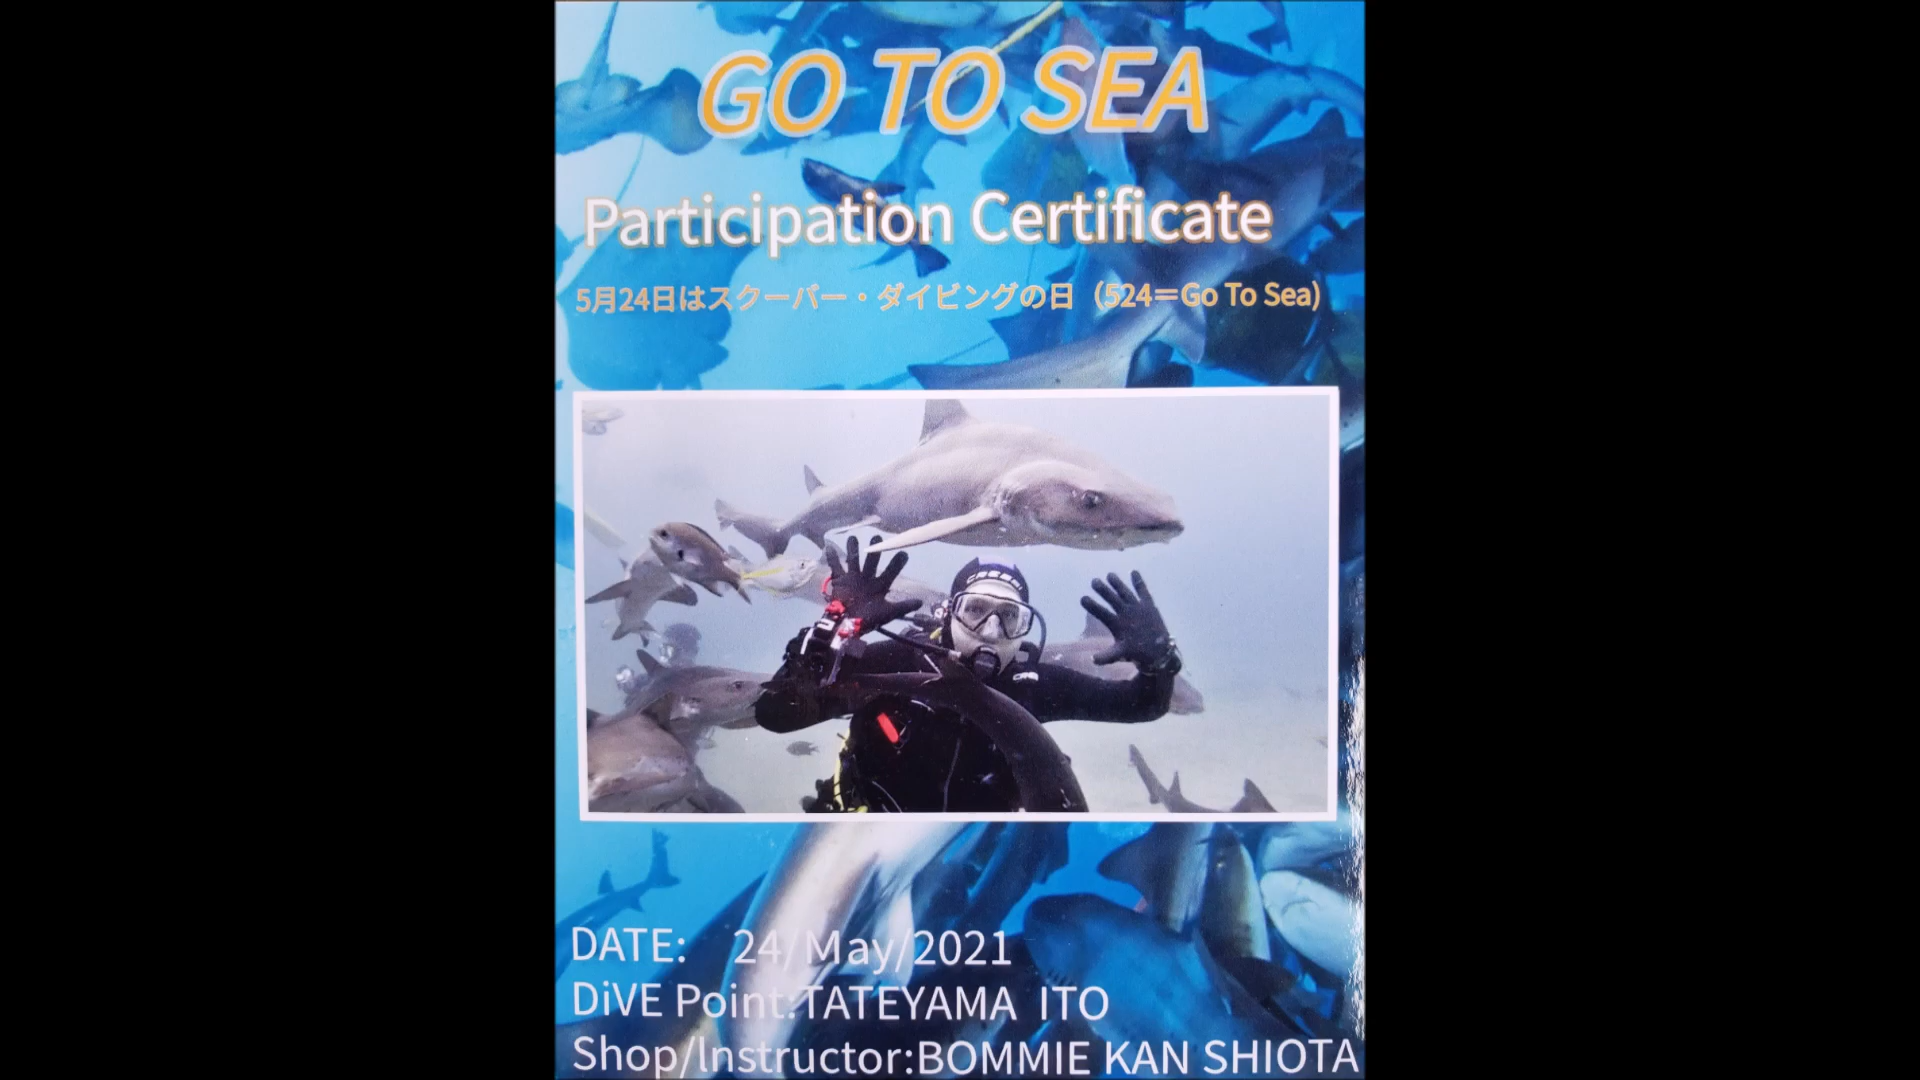 GO TO SEA
Participation Certificate
5月24日はスクーバー・ダイビングの日（524＝Go To Sea)
CRESSI
DATE: 24/May/2021
DiVE Point:TATEYAMA ITO
Shop/lnstructor:BOMMIE KAN SHIOTA